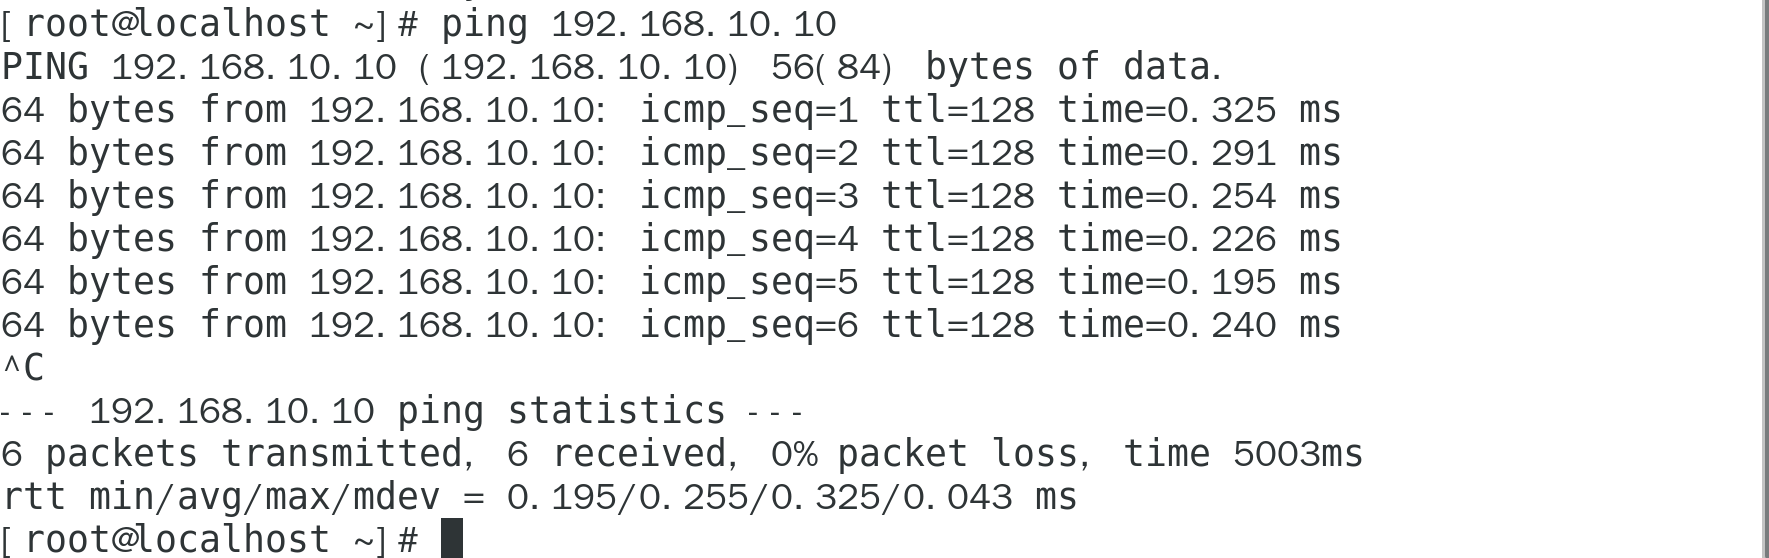 [root@localhost ~]# ping 192.168.10.10
PING 192.168.10.10 (192.168.10.10) 56(84) bytes of data.
64 bytes from 192.168.10.10: icmp_seq=1 ttl=128 time=0.325 ms
64 bytes from 192.168.10.10: icmp_seq=2 ttl=128 time=0.291 ms
64 bytes from 192.168.10.10: icmp_seq=3 ttl=128 time=0.254 ms
64 bytes from 192.168.10.10: icmp_seq=4 ttl=128 time=0.226 ms
64 bytes from 192.168.10.10: icmp_seq=5 ttl=128 time=0.195 ms
64 bytes from 192.168.10.10: icmp_seq=6 ttl=128 time=0.240 ms
^C
--- 192.168.10.10 ping statistics ---
6 packets transmitted, 6 received, 0% packet loss, time 5003ms
rtt min/avg/max/mdev = 0.195/0.255/0.325/0.043 ms
[root@localhost ~]#